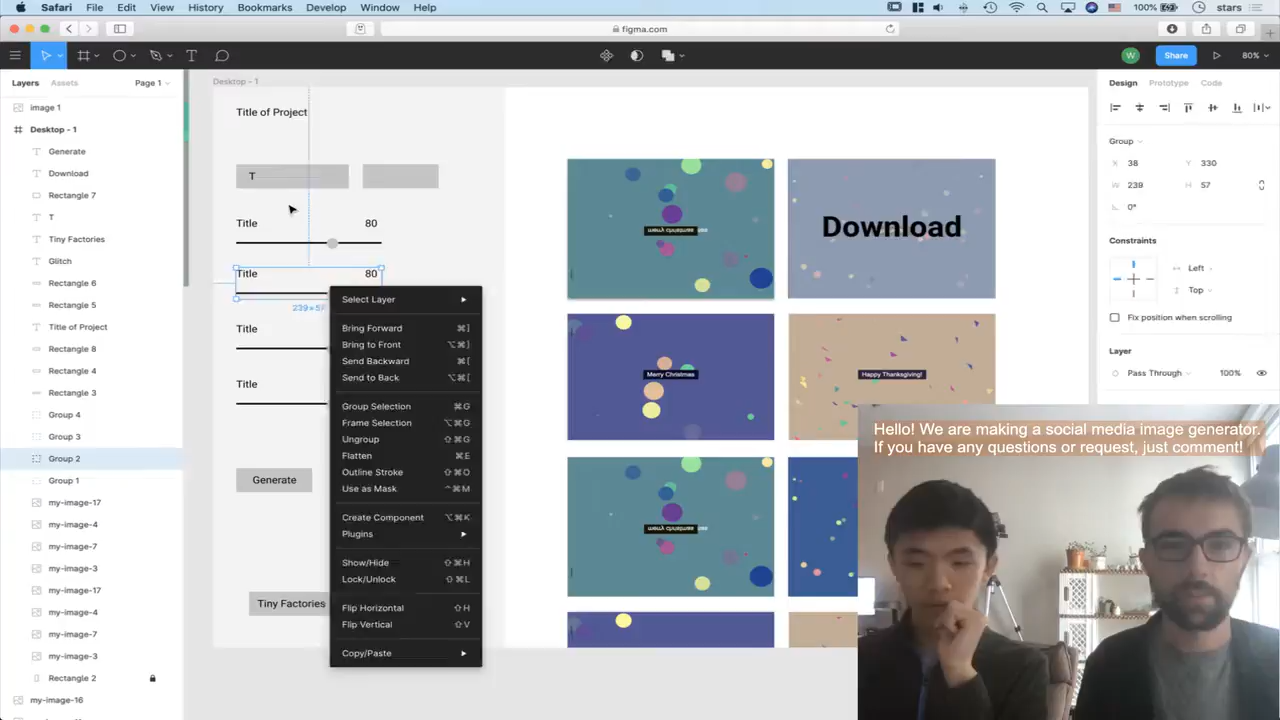 Safari File Edit View History Bookmarks Develop Window Help
100% stars
figma.com
W Share 80%
Layers Assets Page 1
image 1
Desktop - 1
Generate
Download
Rectangle 7
T
Tiny Factories
Glitch
Rectangle 6
Rectangle 5
Title of Project
Rectangle 8
Rectangle 4
Rectangle 3
Group 4
Group 3
Group 2
Group 1
my-image-17
my-image-4
my-image-7
my-image-3
my-image-17
my-image-4
my-image-7
my-image-3
Rectangle 2
my-image-16
Desktop - 1
Title of Project
T
Title 80
Title 80
239×57
Title
Title
Generate
Tiny Factories
Select Layer
Bring Forward ⌘]
Bring to Front ⌥⌘]
Send Backward ⌘[
Send to Back ⌥⌘[
Group Selection ⌘G
Frame Selection ⌥⌘G
Ungroup ⇧⌘G
Flatten ⌘E
Outline Stroke ⇧⌘O
Use as Mask ^⌘M
Create Component ⌥⌘K
Plugins
Show/Hide ⇧⌘H
Lock/Unlock ⇧⌘L
Flip Horizontal ⇧H
Flip Vertical ⇧V
Copy/Paste
Download
Merry Christmas
Happy Thanksgiving!
Design Prototype Code
Group
X 38 Y 330
W 239 H 57
0°
Constraints
Left
Top
Fix position when scrolling
Layer
Pass Through 100%
Hello! We are making a social media image generator.
If you have any questions or request, just comment!